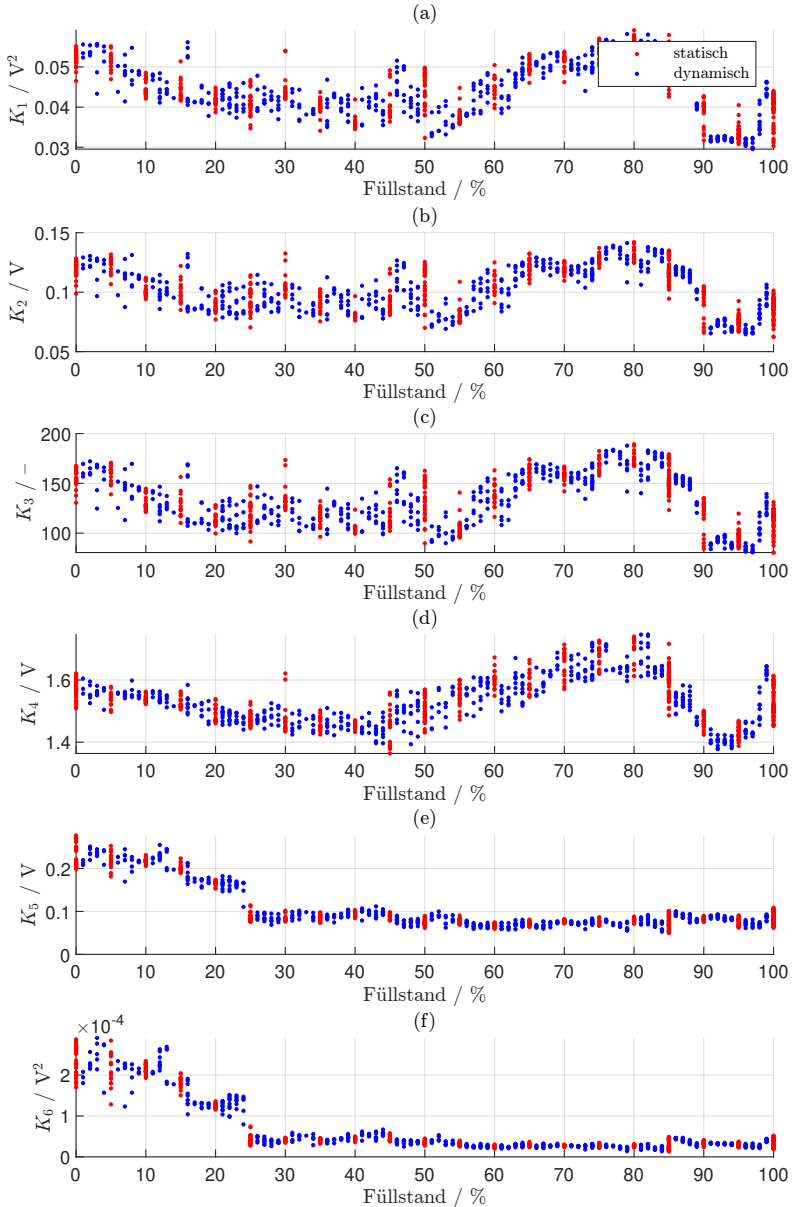 (a)
K₁ / V²
0.05
0.04
0.03
statisch
dynamisch
0 10 20 30 40 50 60 70 80 90 100
Füllstand / %
(b)
K₂ / V
0.15
0.1
0.05
0 10 20 30 40 50 60 70 80 90 100
Füllstand / %
(c)
K₃ / –
200
150
100
0 10 20 30 40 50 60 70 80 90 100
Füllstand / %
(d)
K₄ / V
1.6
1.4
0 10 20 30 40 50 60 70 80 90 100
Füllstand / %
(e)
K₅ / V
0.2
0.1
0
0 10 20 30 40 50 60 70 80 90 100
Füllstand / %
(f)
×10⁻⁴
K₆ / V²
2
1
0
0 10 20 30 40 50 60 70 80 90 100
Füllstand / %